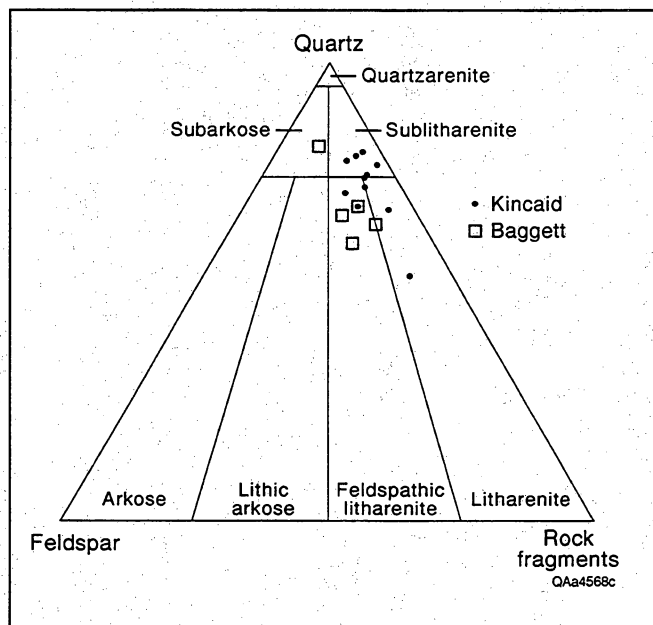 Quartz
Quartzarenite
Subarkose
Sublitharenite
Kincaid
Baggett
Arkose
Lithic
arkose
Feldspathic
litharenite
Litharenite
Feldspar
Rock
fragments
QAa4568c